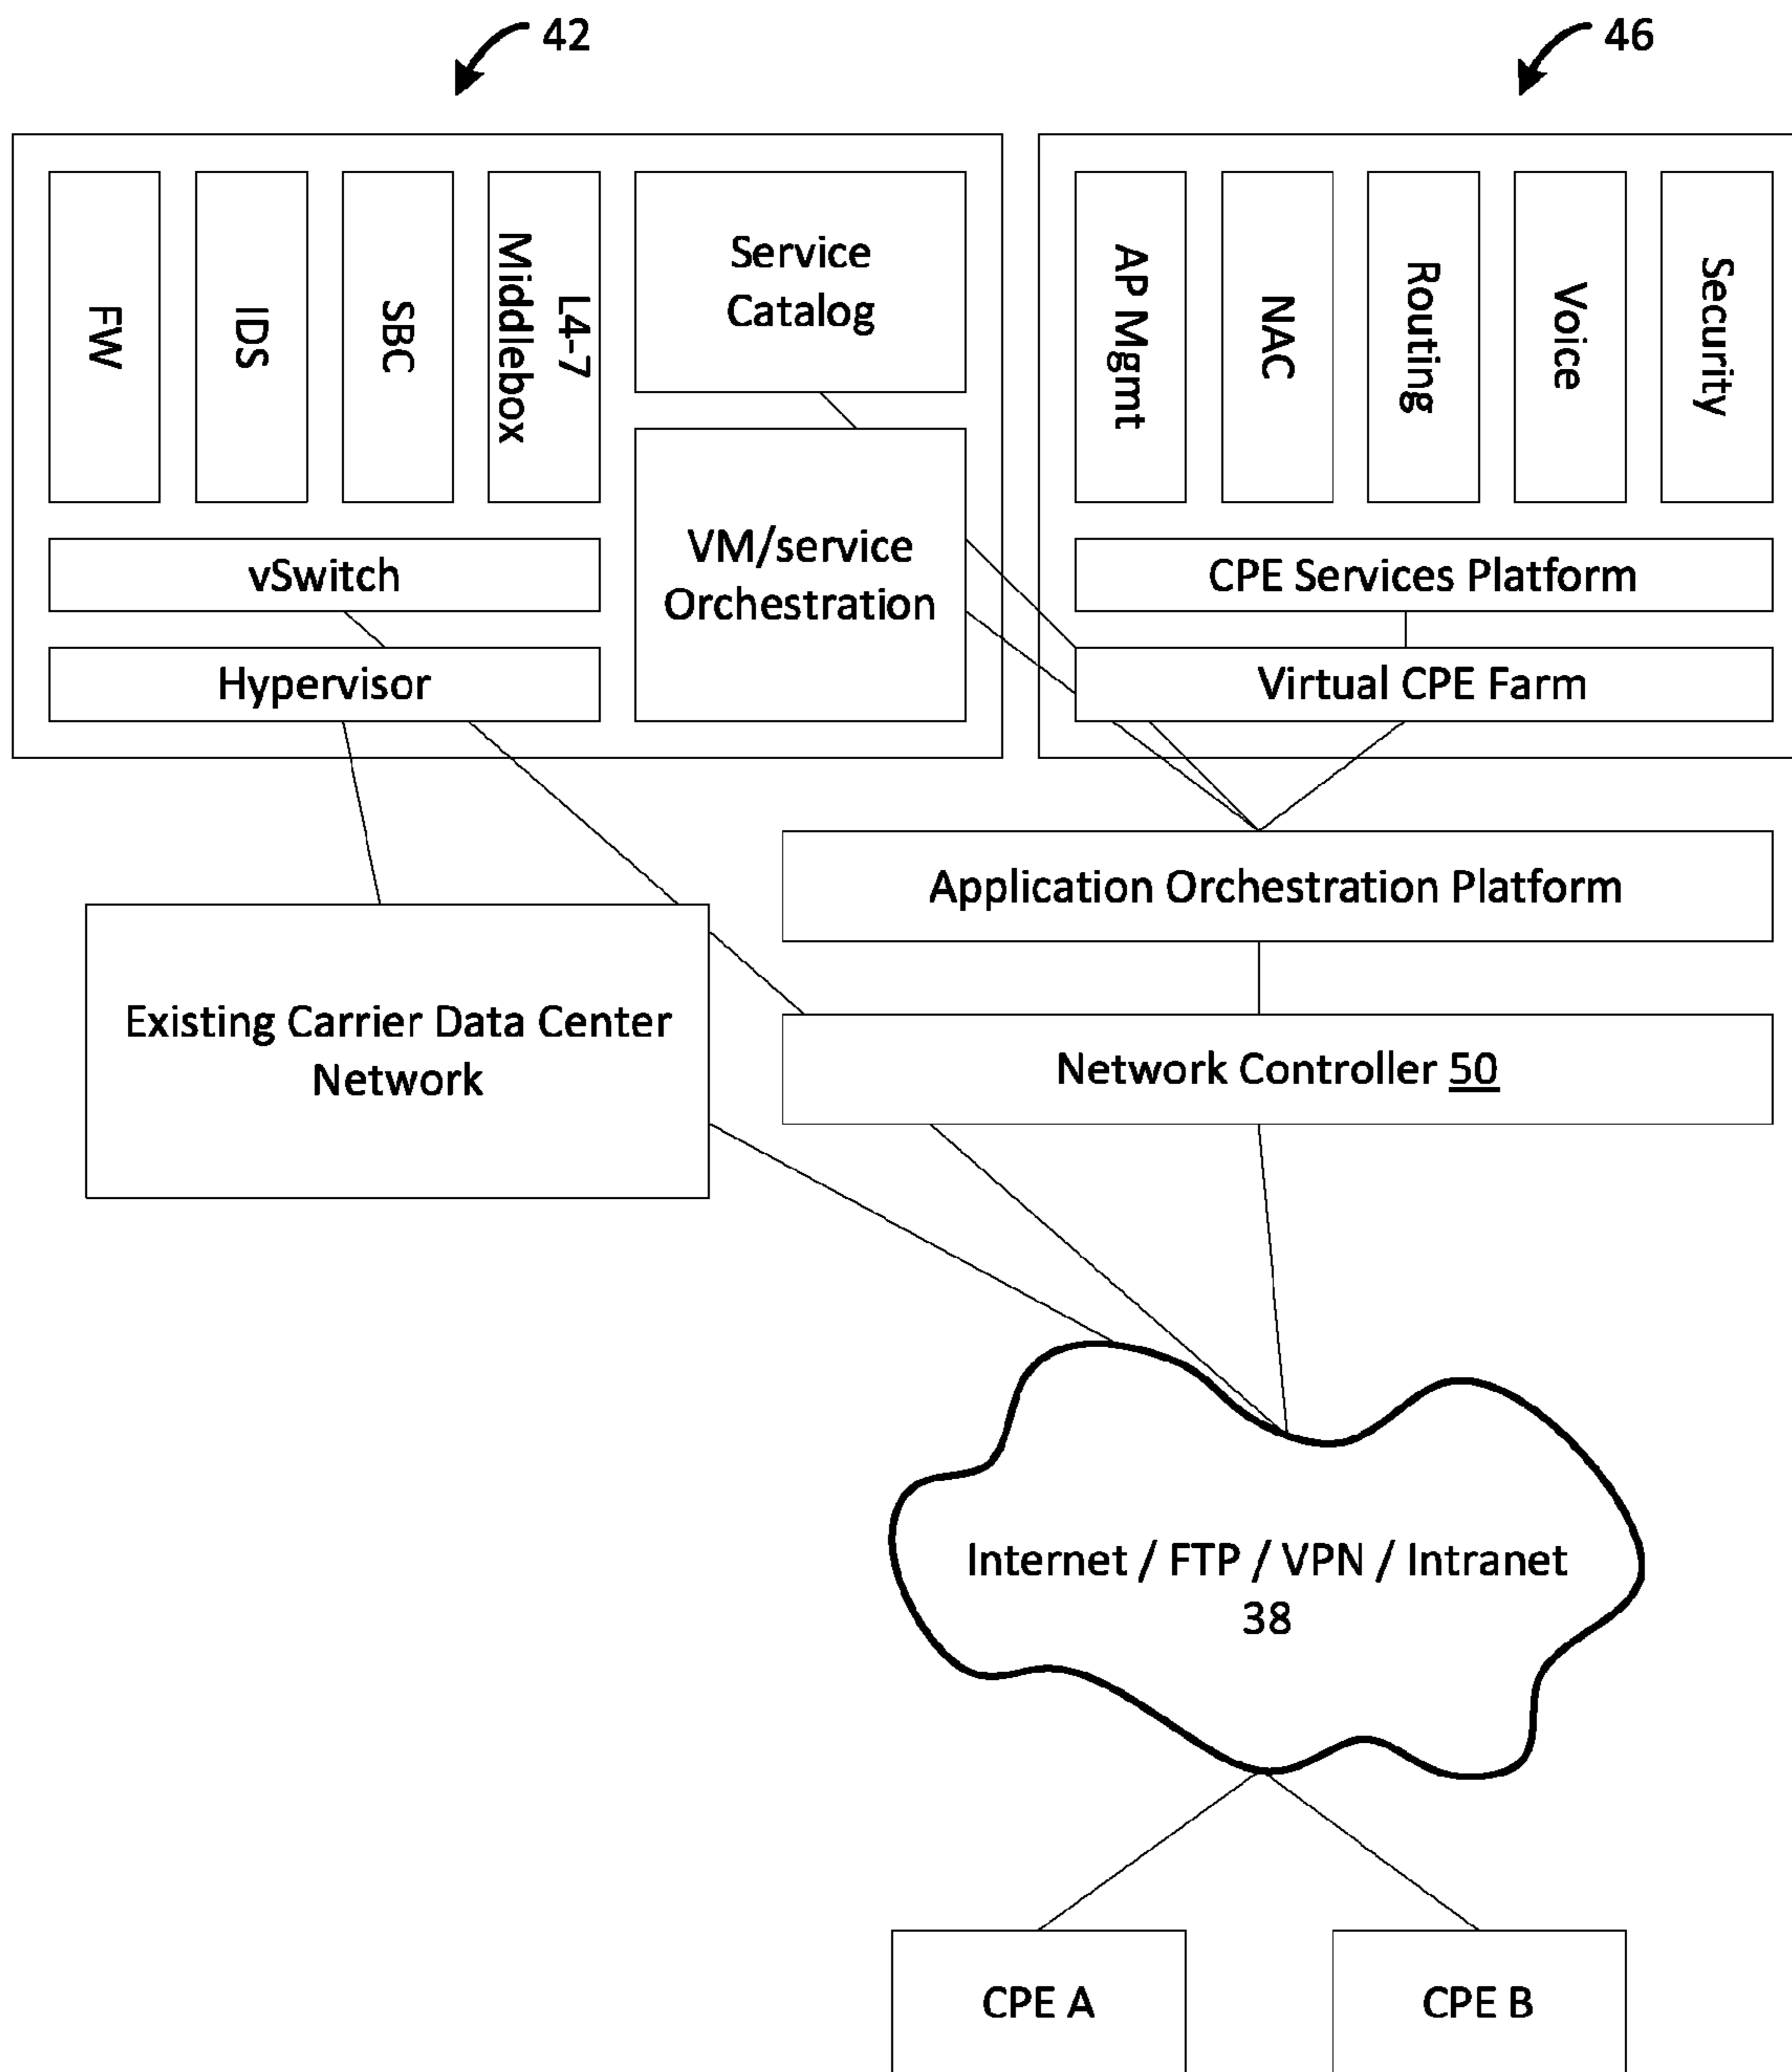 42
46
FW
IDS
SBC
L4-7
Middlebox
Service
Catalog
AP Mgmt
NAC
Routing
Voice
Security
vSwitch
VM/service
Orchestration
CPE Services Platform
Hypervisor
Virtual CPE Farm
Application Orchestration Platform
Existing Carrier Data Center
Network
Network Controller 50
Internet / FTP / VPN / Intranet
38
CPE A
CPE B